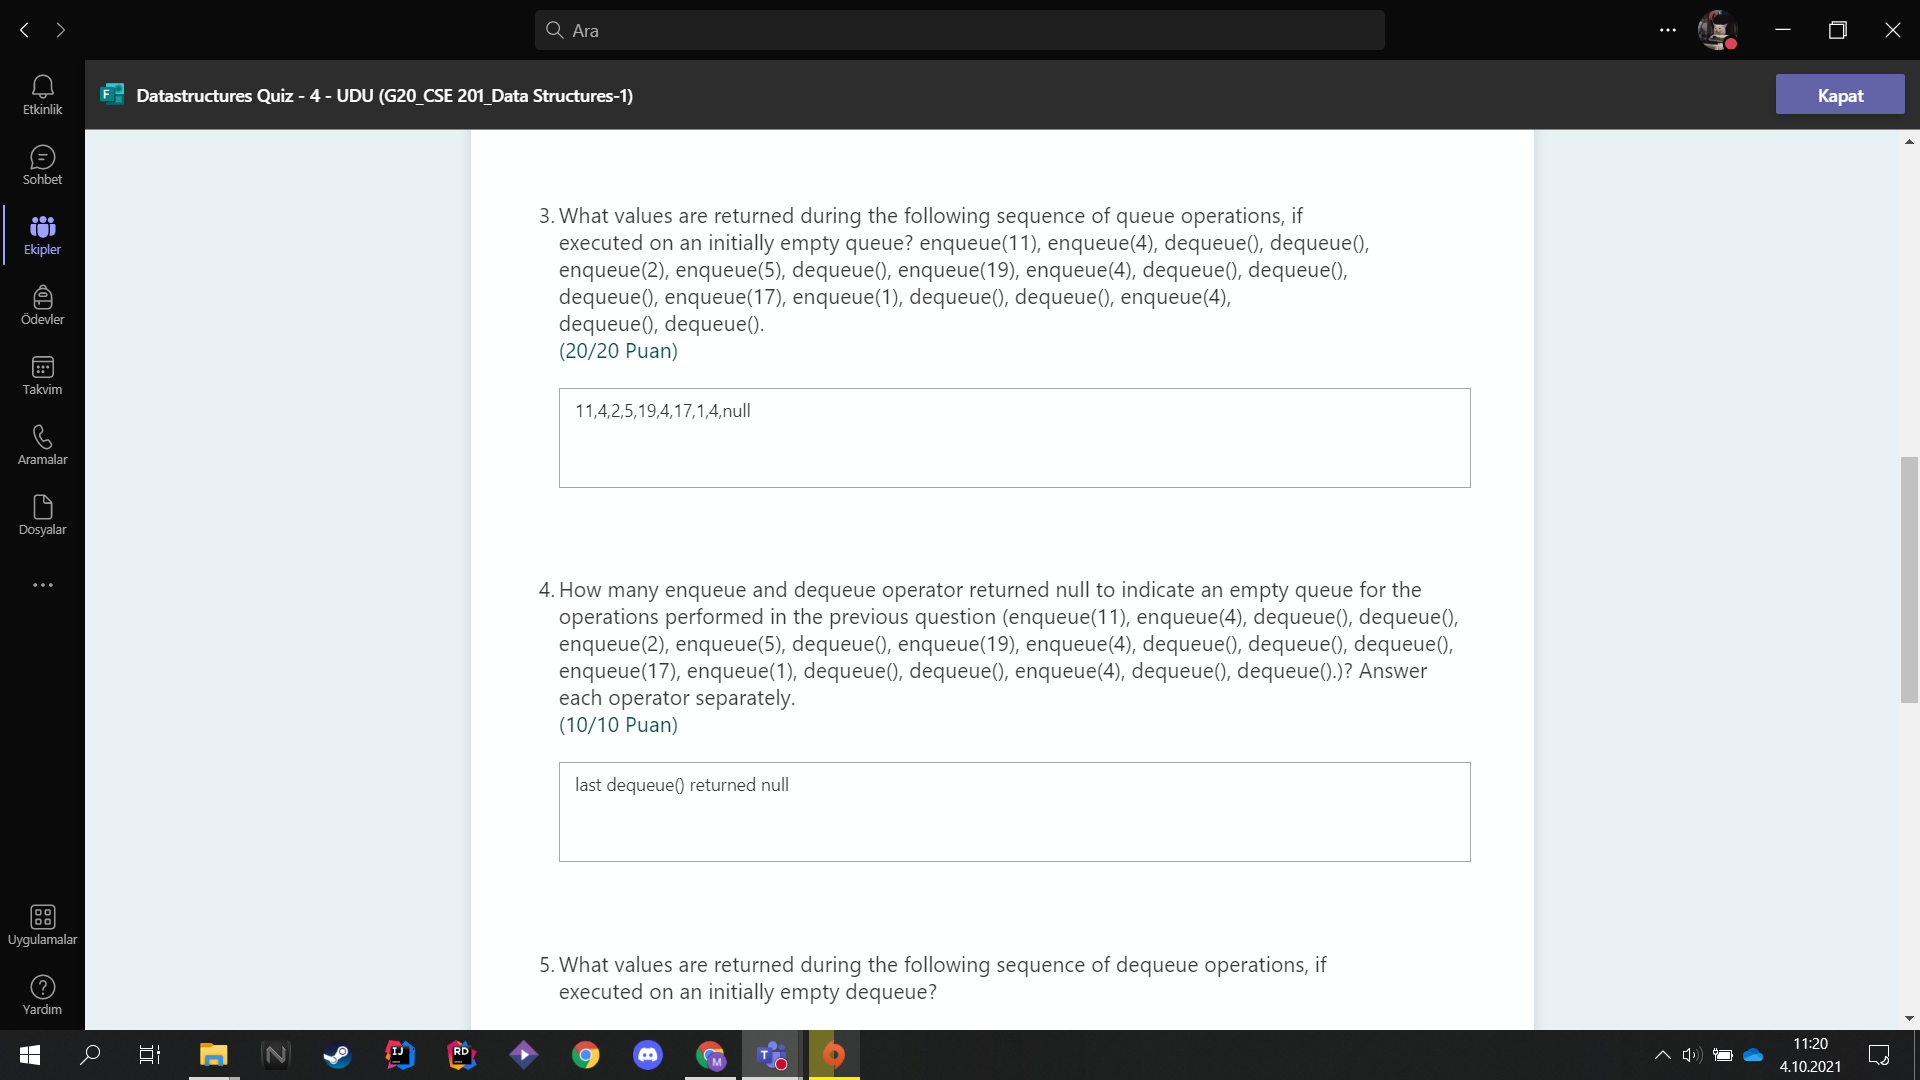 Ara
Datastructures Quiz - 4 - UDU (G20_CSE 201_Data Structures-1)
Kapat
Etkinlik
Sohbet
Ekipler
Ödevler
Takvim
Aramalar
Dosyalar
Uygulamalar
Yardım
3. What values are returned during the following sequence of queue operations, if
executed on an initially empty queue? enqueue(11), enqueue(4), dequeue(), dequeue(),
enqueue(2), enqueue(5), dequeue(), enqueue(19), enqueue(4), dequeue(), dequeue(),
dequeue(), enqueue(17), enqueue(1), dequeue(), dequeue(), enqueue(4),
dequeue(), dequeue().
(20/20 Puan)
11,4,2,5,19,4,17,1,4,null
4. How many enqueue and dequeue operator returned null to indicate an empty queue for the
operations performed in the previous question (enqueue(11), enqueue(4), dequeue(), dequeue(),
enqueue(2), enqueue(5), dequeue(), enqueue(19), enqueue(4), dequeue(), dequeue(), dequeue(),
enqueue(17), enqueue(1), dequeue(), dequeue(), enqueue(4), dequeue(), dequeue().)? Answer
each operator separately.
(10/10 Puan)
last dequeue() returned null
5. What values are returned during the following sequence of dequeue operations, if
executed on an initially empty dequeue?
11:20
4.10.2021